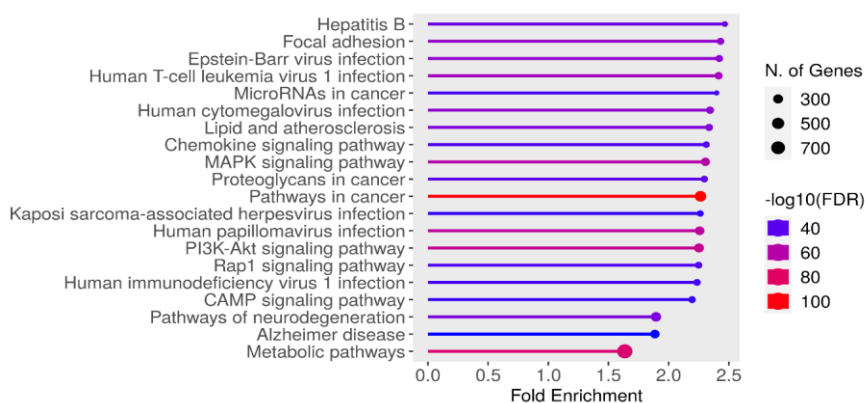 Hepatitis B
Focal adhesion
Epstein-Barr virus infection
Human T-cell leukemia virus 1 infection
MicroRNAs in cancer
Human cytomegalovirus infection
Lipid and atherosclerosis
Chemokine signaling pathway
MAPK signaling pathway
Proteoglycans in cancer
Pathways in cancer
Kaposi sarcoma-associated herpesvirus infection
Human papillomavirus infection
PI3K-Akt signaling pathway
Rap1 signaling pathway
Human immunodeficiency virus 1 infection
CAMP signaling pathway
Pathways of neurodegeneration
Alzheimer disease
Metabolic pathways
0.0 0.5 1.0 1.5 2.0 2.5
Fold Enrichment
N. of Genes
300
500
700
-log10(FDR)
40
60
80
100